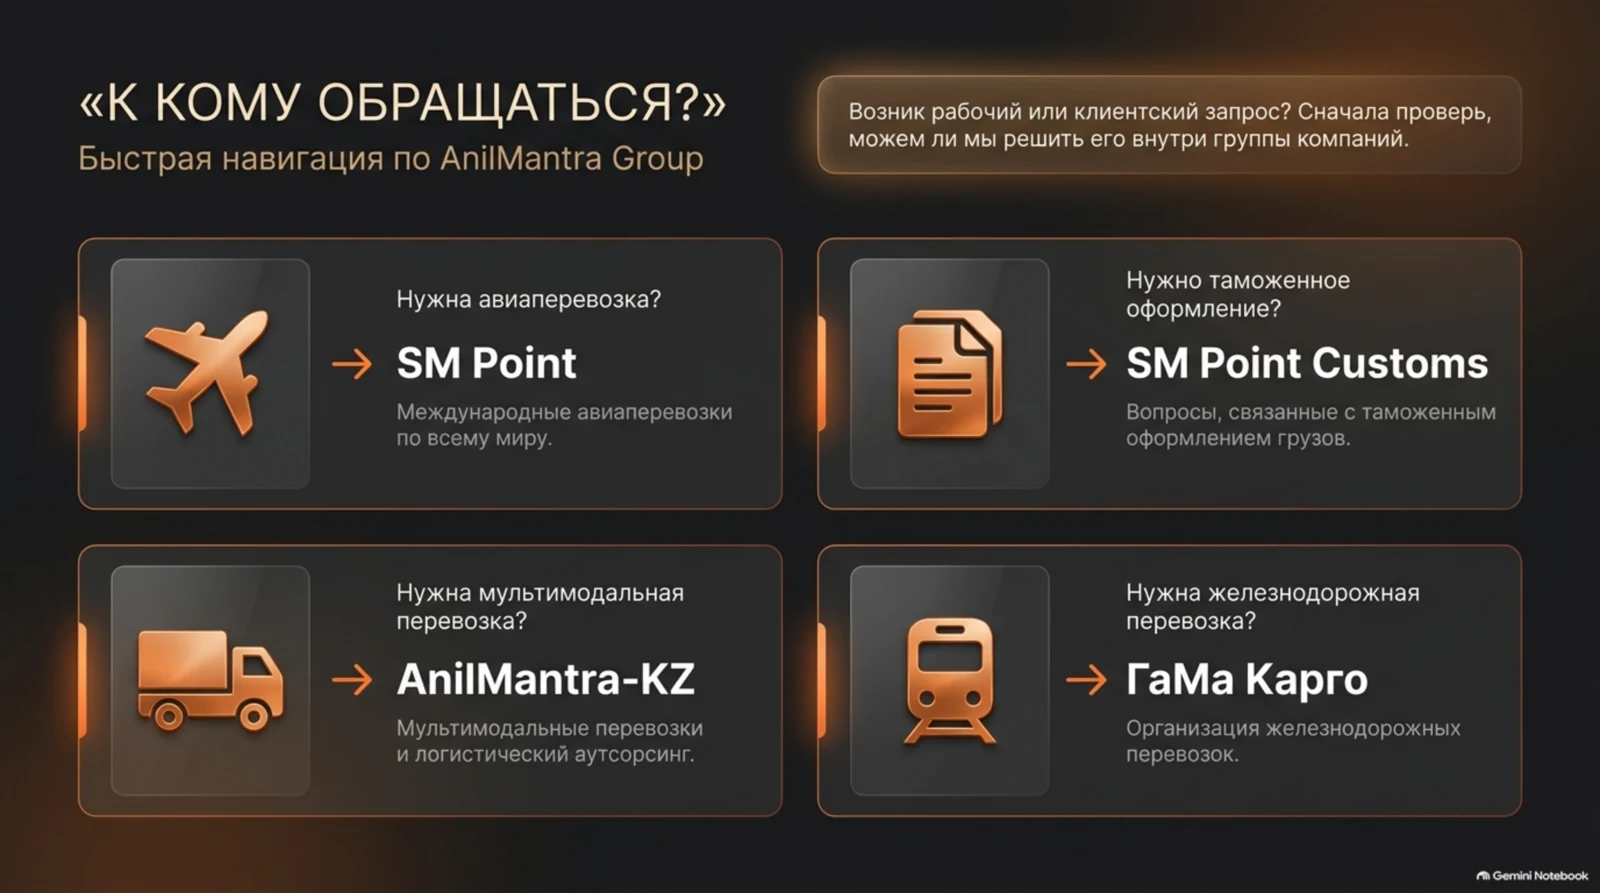 «К КОМУ ОБРАЩАТЬСЯ?»
Быстрая навигация по AnilMantra Group
Возник рабочий или клиентский запрос? Сначала проверь,
можем ли мы решить его внутри группы компаний.
Нужна авиаперевозка?
SM Point
Международные авиаперевозки
по всему миру.
Нужно таможенное
оформление?
SM Point Customs
Вопросы, связанные с таможенным
оформлением грузов.
Нужна мультимодальная
перевозка?
AnilMantra-KZ
Мультимодальные перевозки
и логистический аутсорсинг.
Нужна железнодорожная
перевозка?
ГаМа Карго
Организация железнодорожных
перевозок.
Gemini Notebook